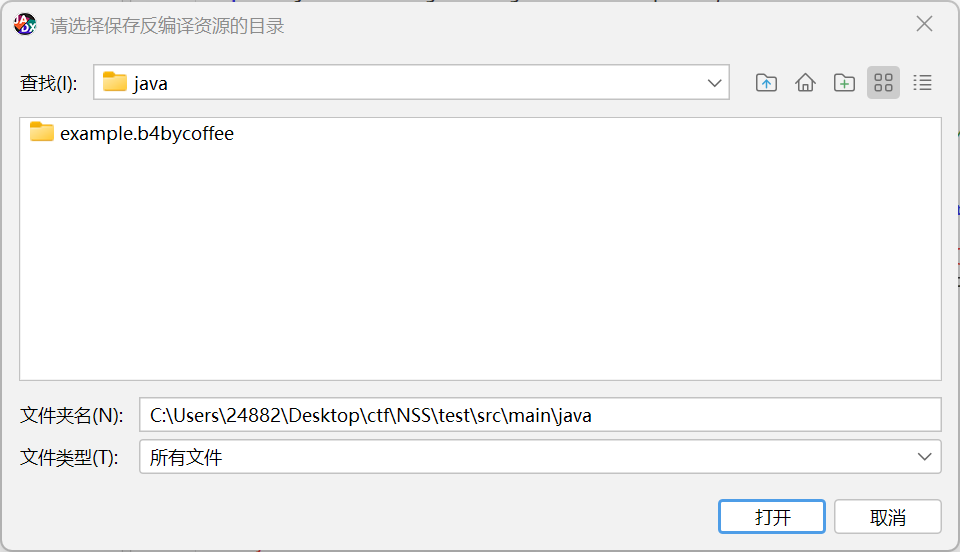 请选择保存反编译资源的目录
查找(I): java
example.b4bycoffee
文件夹名(N): C:\Users\24882\Desktop\ctf\NSS\test\src\main\java
文件类型(T): 所有文件
打开 取消